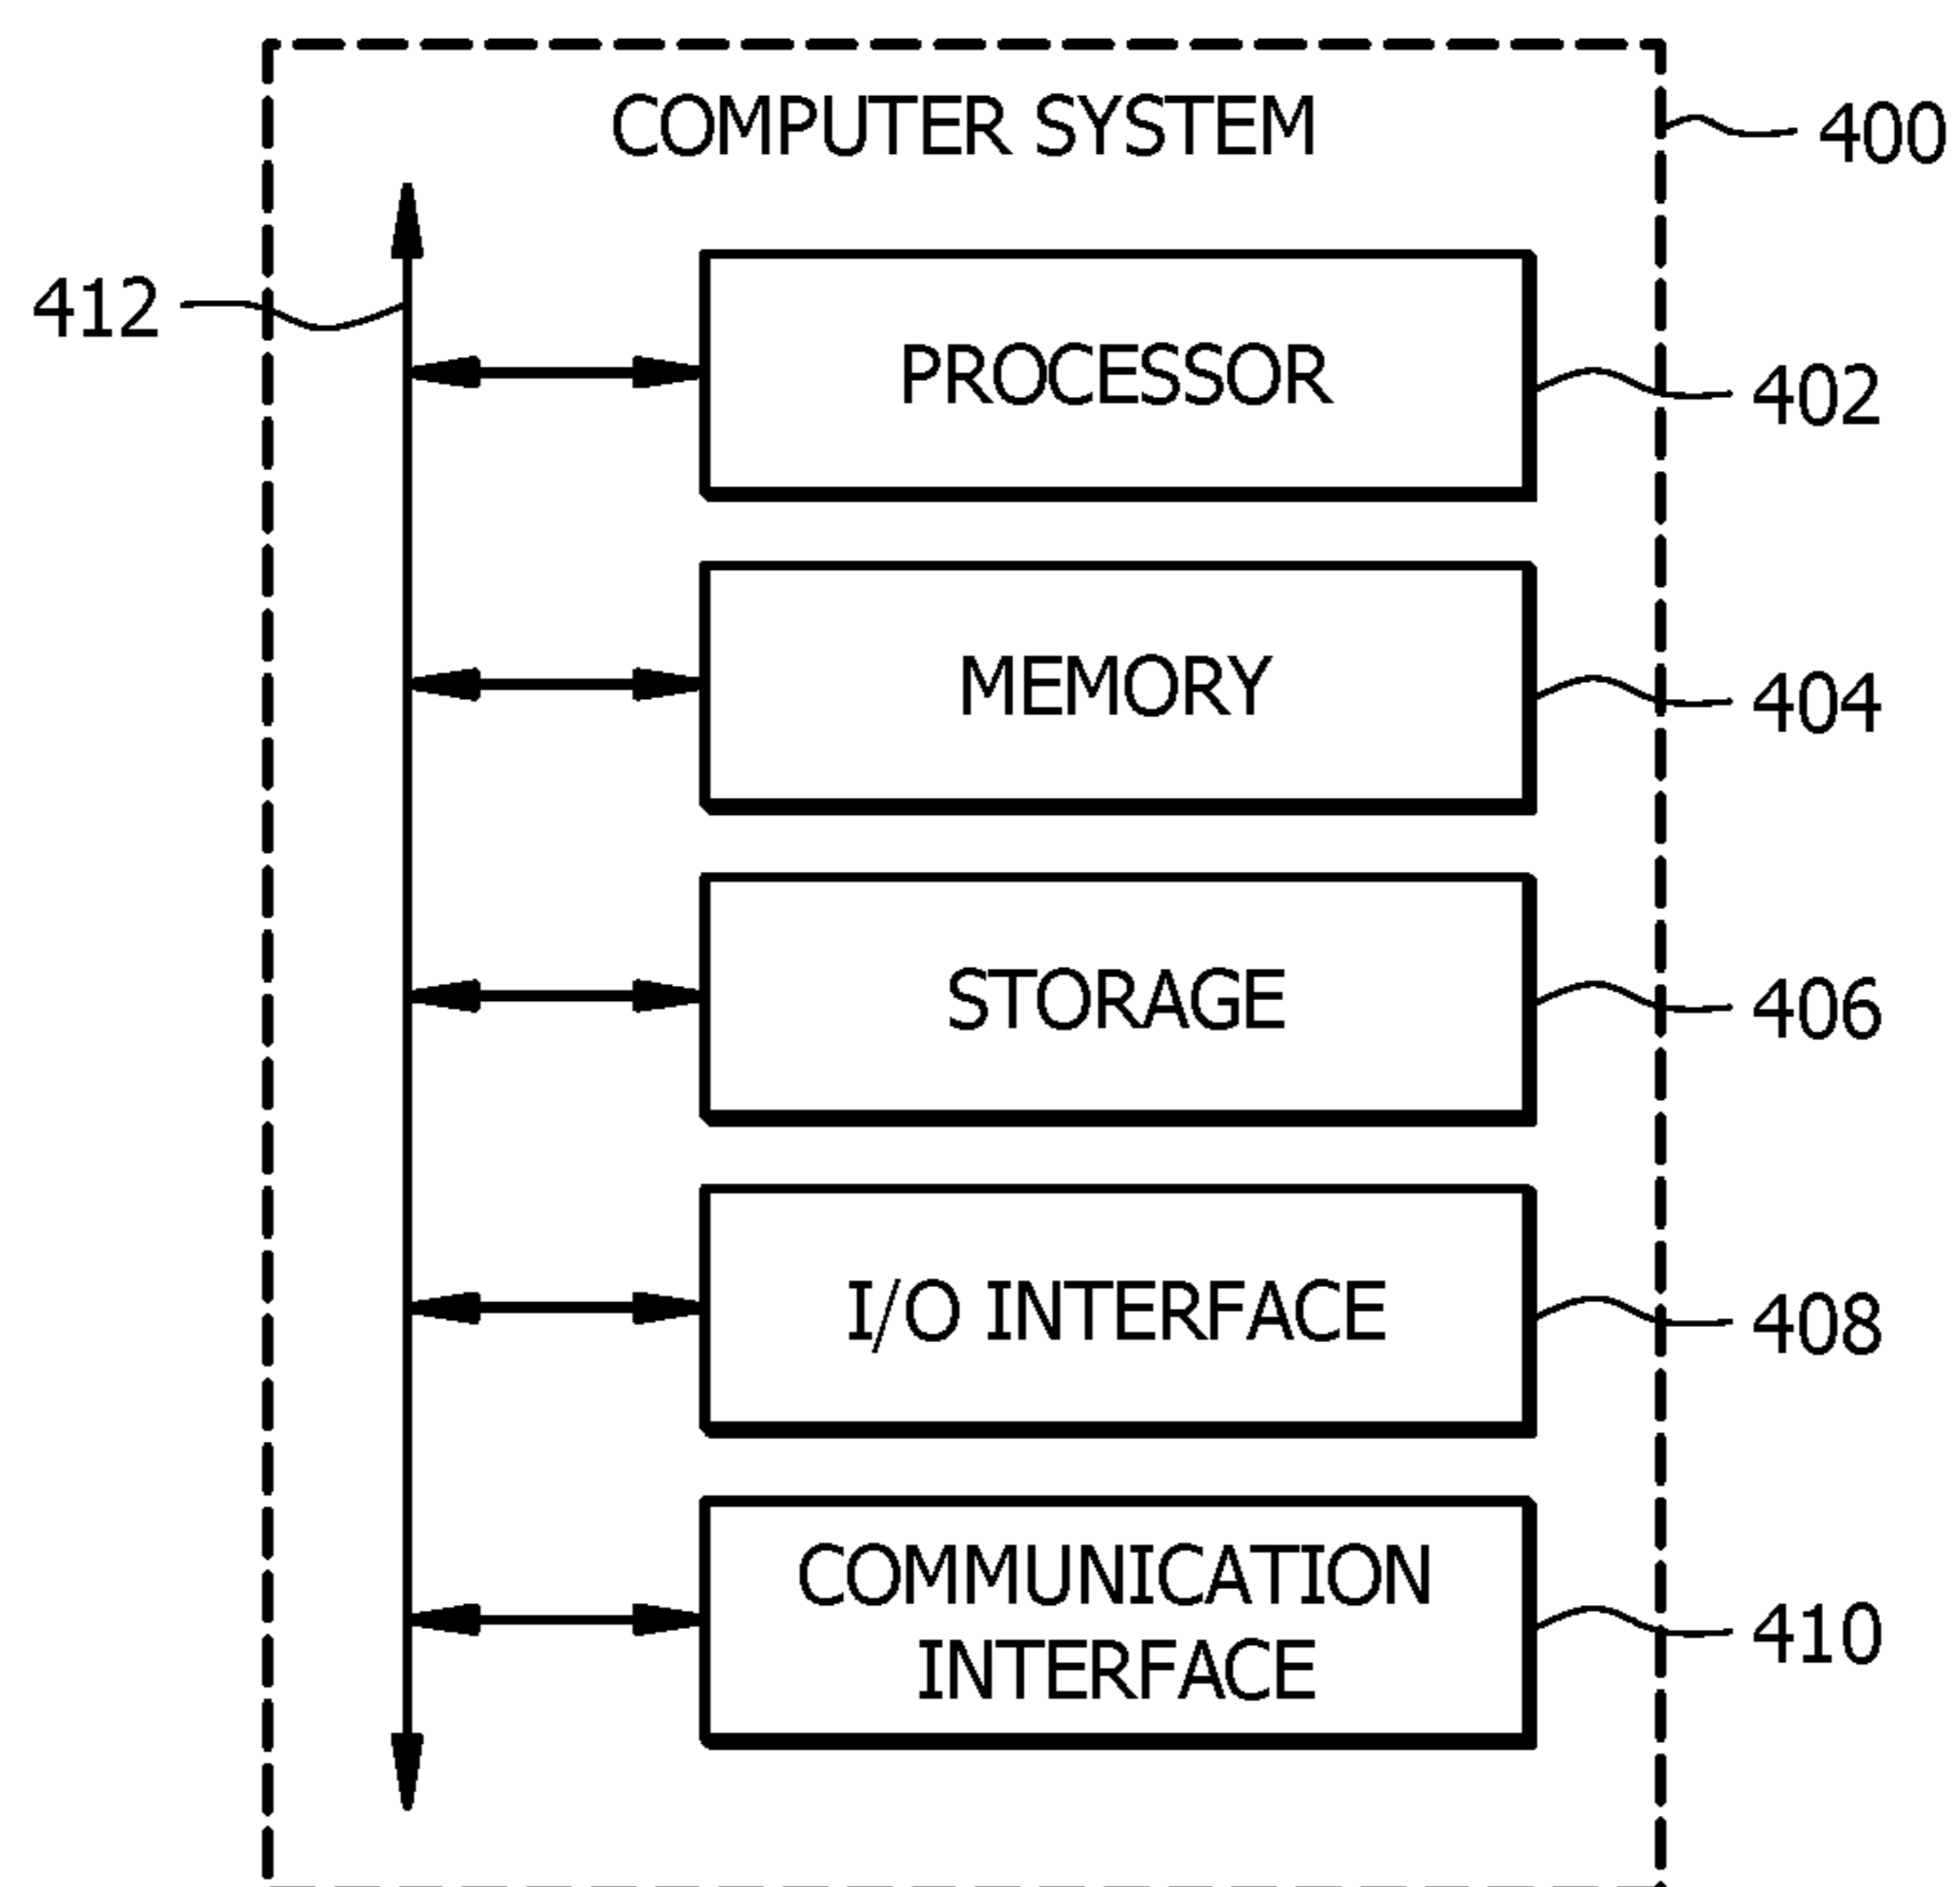 COMPUTER SYSTEM
400
412
PROCESSOR
402
MEMORY
404
STORAGE
406
I/O INTERFACE
408
COMMUNICATION
INTERFACE
410